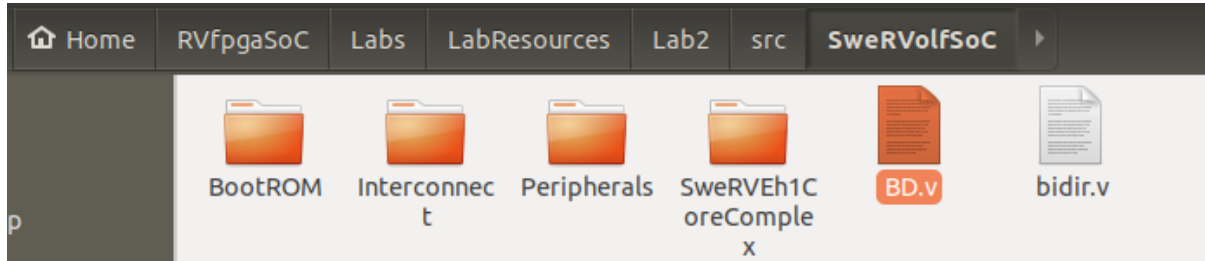 Home RVfpgaSoC Labs LabResources Lab2 src SweRVolfSoC
p
BootROM Interconnec Peripherals SweRVEh1C BD.v bidir.v
t oreComple
x